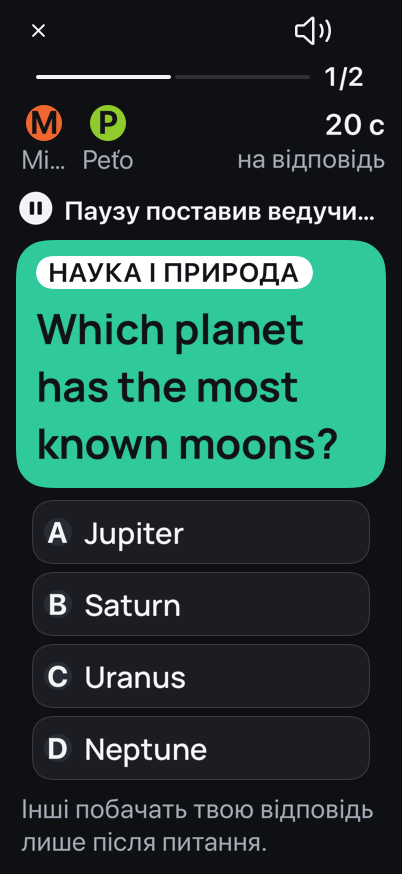 1/2
M
P
20 с
Mi...
Peťo
на відповідь
Паузу поставив ведучи...
НАУКА І ПРИРОДА
Which planet
has the most
known moons?
A Jupiter
B Saturn
C Uranus
D Neptune
Інші побачать твою відповідь
лише після питання.